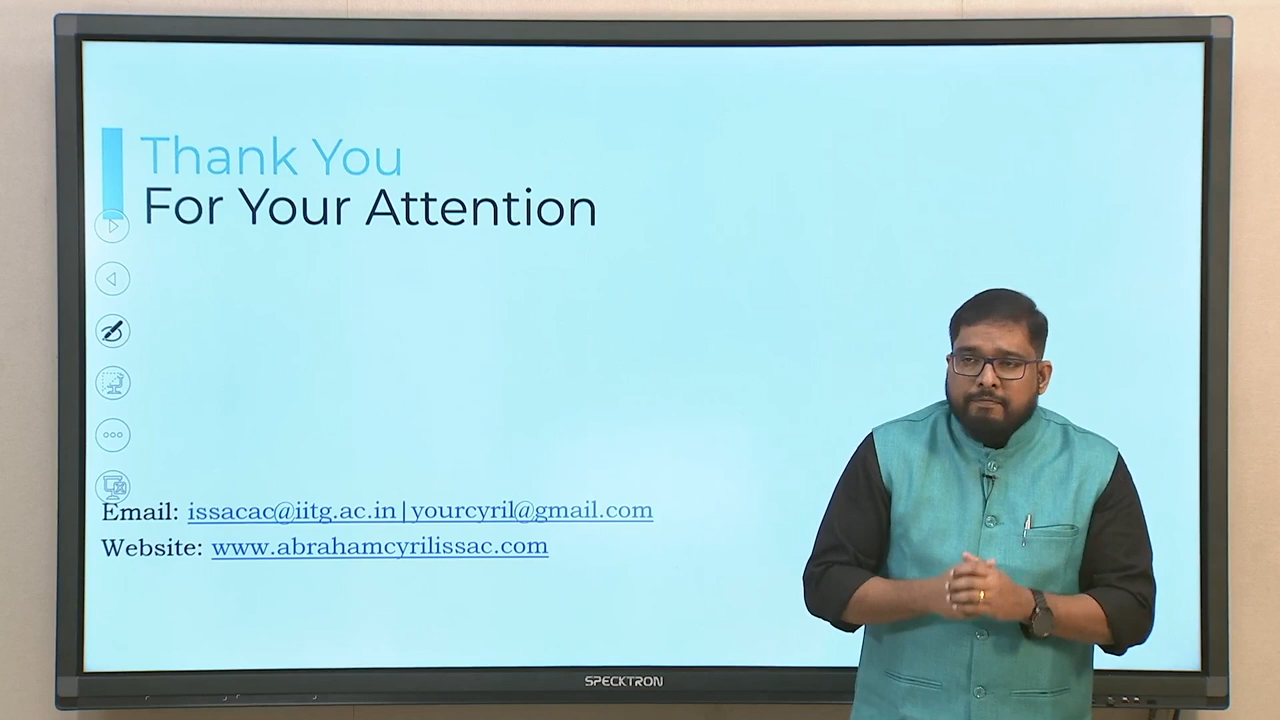 Thank You
For Your Attention
Email: issacac@iitg.ac.in|yourcyril@gmail.com
Website: www.abrahamcyrilissac.com
SPECKTRON